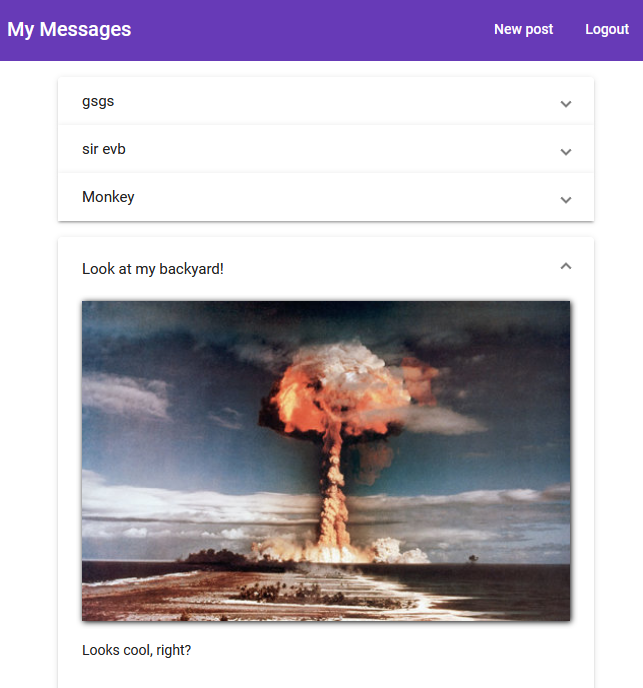 My Messages
New post
Logout
gsgs
sir evb
Monkey
Look at my backyard!
Looks cool, right?